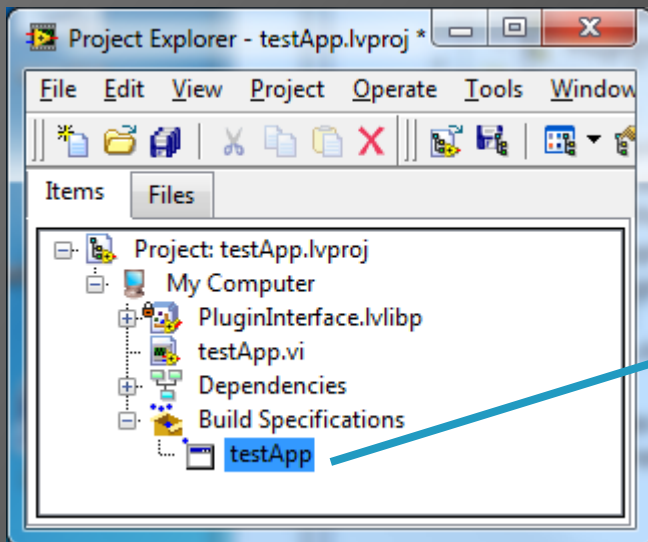 Project Explorer - testApp.lvproj *
File Edit View Project Operate Tools Window
Items Files
Project: testApp.lvproj
My Computer
PluginInterface.lvlibp
testApp.vi
Dependencies
Build Specifications
testApp